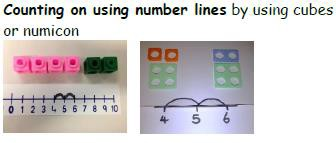 Counting on using number lines by using cubes
or numicon
0 1 2 3 4 5 6 7 8 9 10
4 5 6